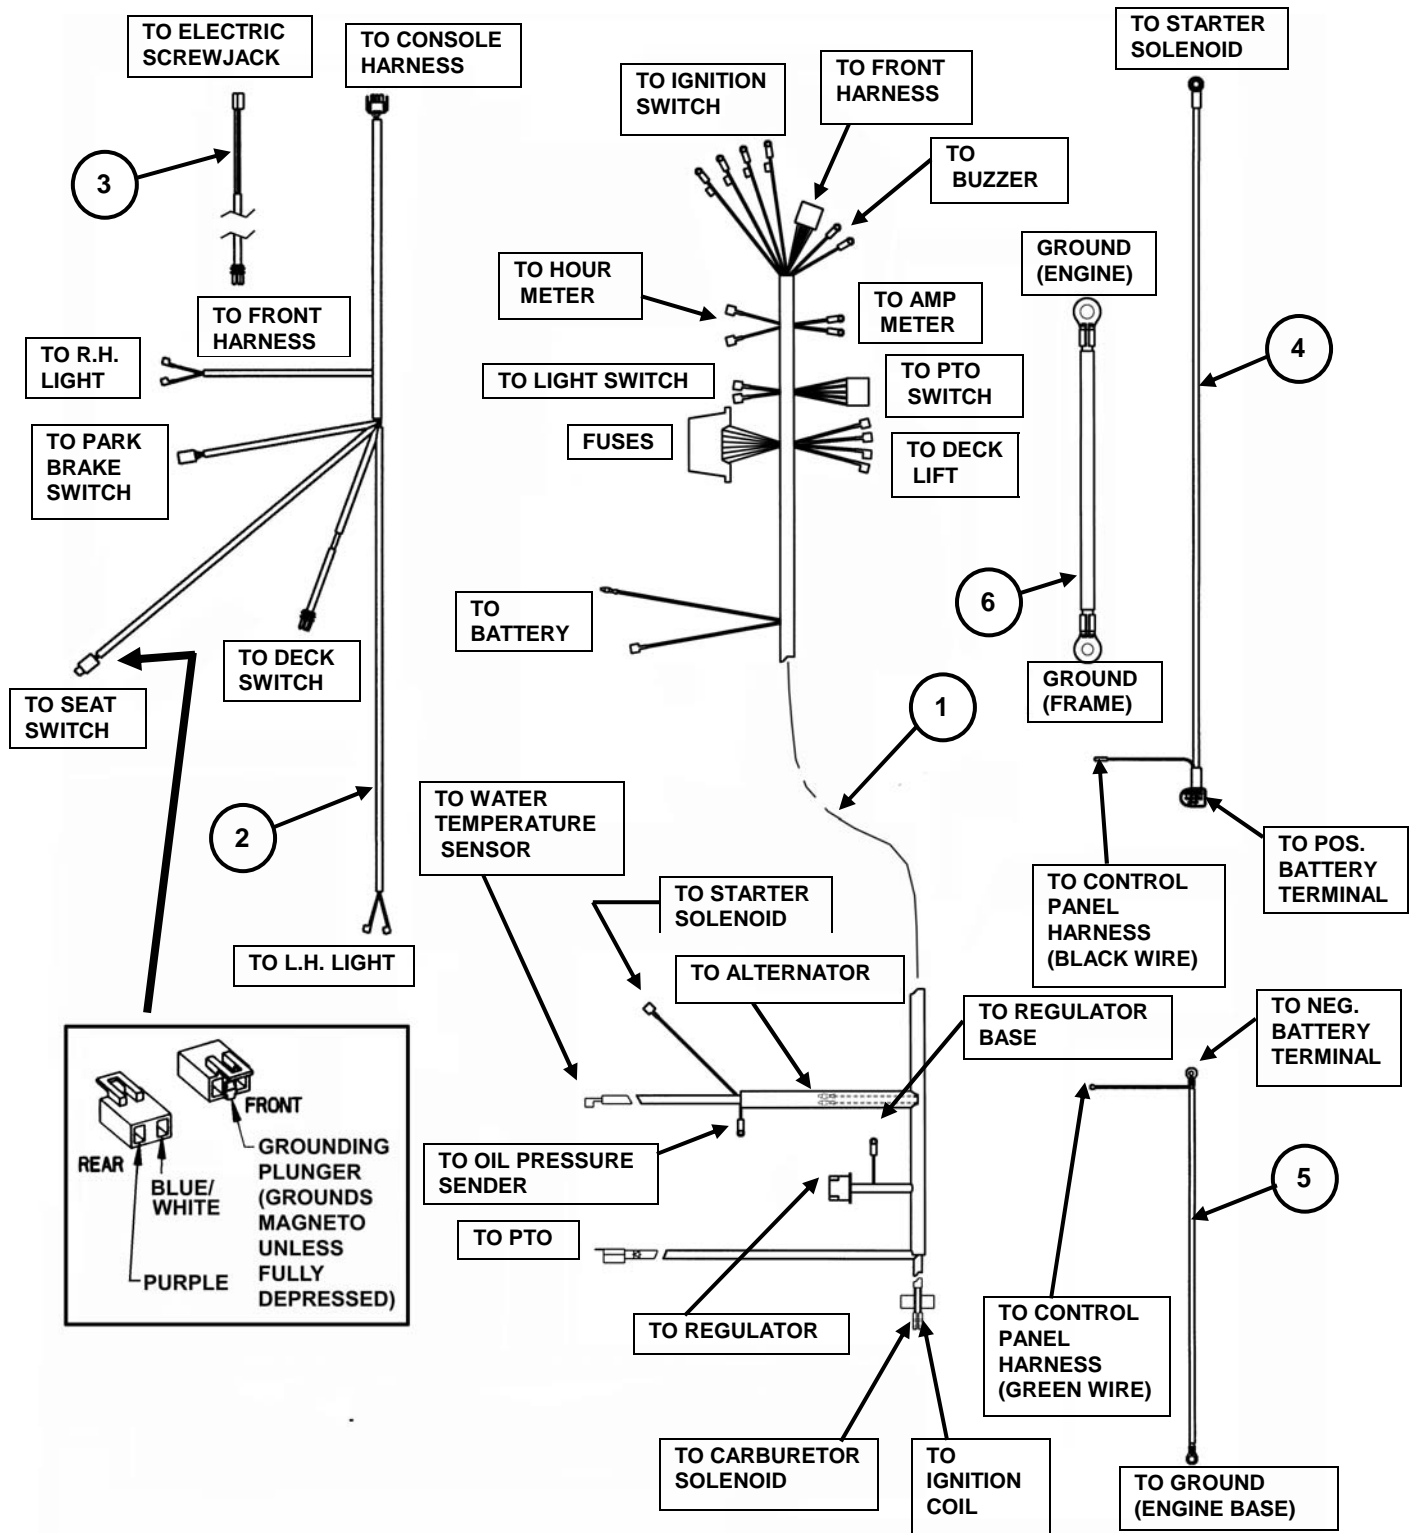 TO ELECTRIC
SCREWJACK
TO CONSOLE
HARNESS
TO IGNITION
SWITCH
TO FRONT
HARNESS
TO STARTER
SOLENOID
TO
BUZZER
3
TO HOUR
METER
TO AMP
METER
GROUND
(ENGINE)
TO FRONT
HARNESS
TO R.H.
LIGHT
4
TO LIGHT SWITCH
TO PTO
SWITCH
FUSES
TO DECK
LIFT
TO PARK
BRAKE
SWITCH
6
TO
BATTERY
TO DECK
SWITCH
TO SEAT
SWITCH
GROUND
(FRAME)
1
2
TO WATER
TEMPERATURE
SENSOR
TO POS.
BATTERY
TERMINAL
TO CONTROL
PANEL
HARNESS
(BLACK WIRE)
TO STARTER
SOLENOID
TO L.H. LIGHT
TO ALTERNATOR
TO REGULATOR
BASE
TO NEG.
BATTERY
TERMINAL
FRONT
REAR
GROUNDING
PLUNGER
(GROUNDS
MAGNETO
UNLESS
FULLY
DEPRESSED)
BLUE/
WHITE
PURPLE
TO OIL PRESSURE
SENDER
5
TO PTO
TO REGULATOR
TO CONTROL
PANEL
HARNESS
(GREEN WIRE)
TO CARBURETOR
SOLENOID
TO
IGNITION
COIL
TO GROUND
(ENGINE BASE)